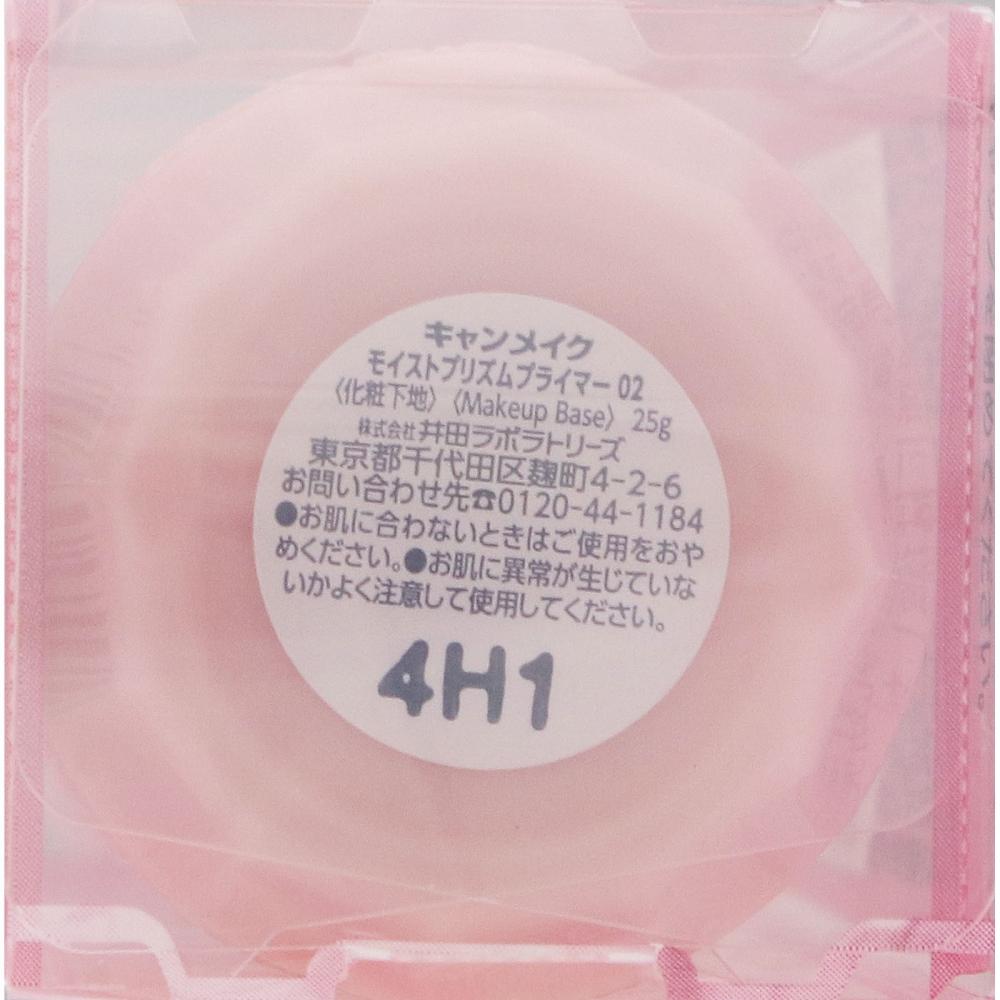 キャンメイク
モイストプリズムプライマー 02
〈化粧下地〉〈Makeup Base〉 25g
株式会社井田ラボラトリーズ
東京都千代田区麹町4-2-6
お問い合わせ先☎0120-44-1184
●お肌に合わないときはご使用をおや
めください。●お肌に異常が生じていな
いかよく注意して使用してください。
4H1